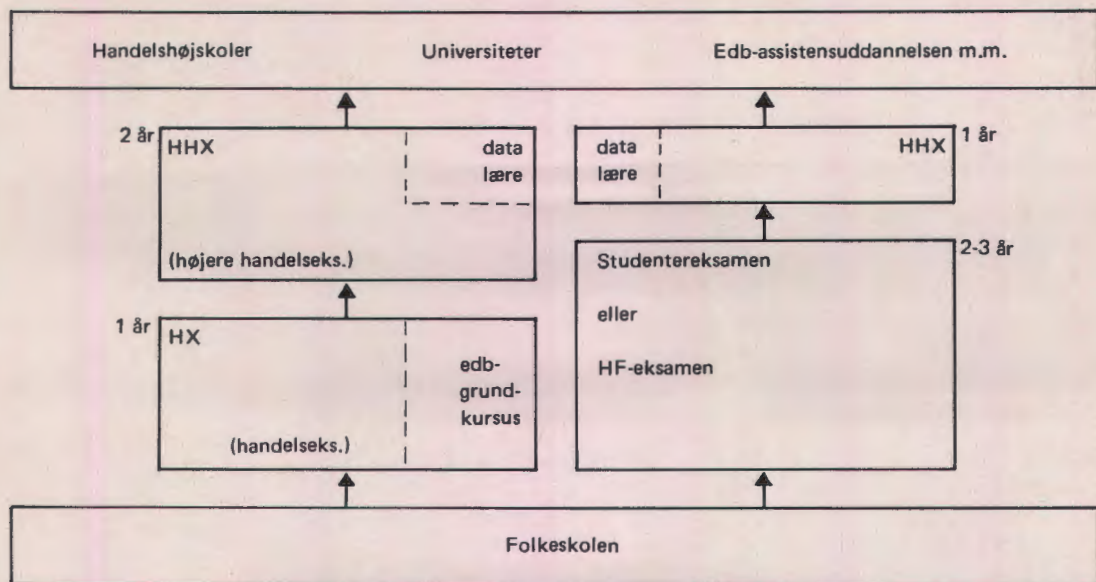 Handelshøjskoler Universiteter Edb-assistensuddannelsen m.m.
2 år
HHX
data
lære
(højere handelseks.)
1 år
HX
edb-
grund-
kursus
(handelseks.)
data
lære
HHX
1 år
Studentereksamen
2-3 år
eller
HF-eksamen
Folkeskolen